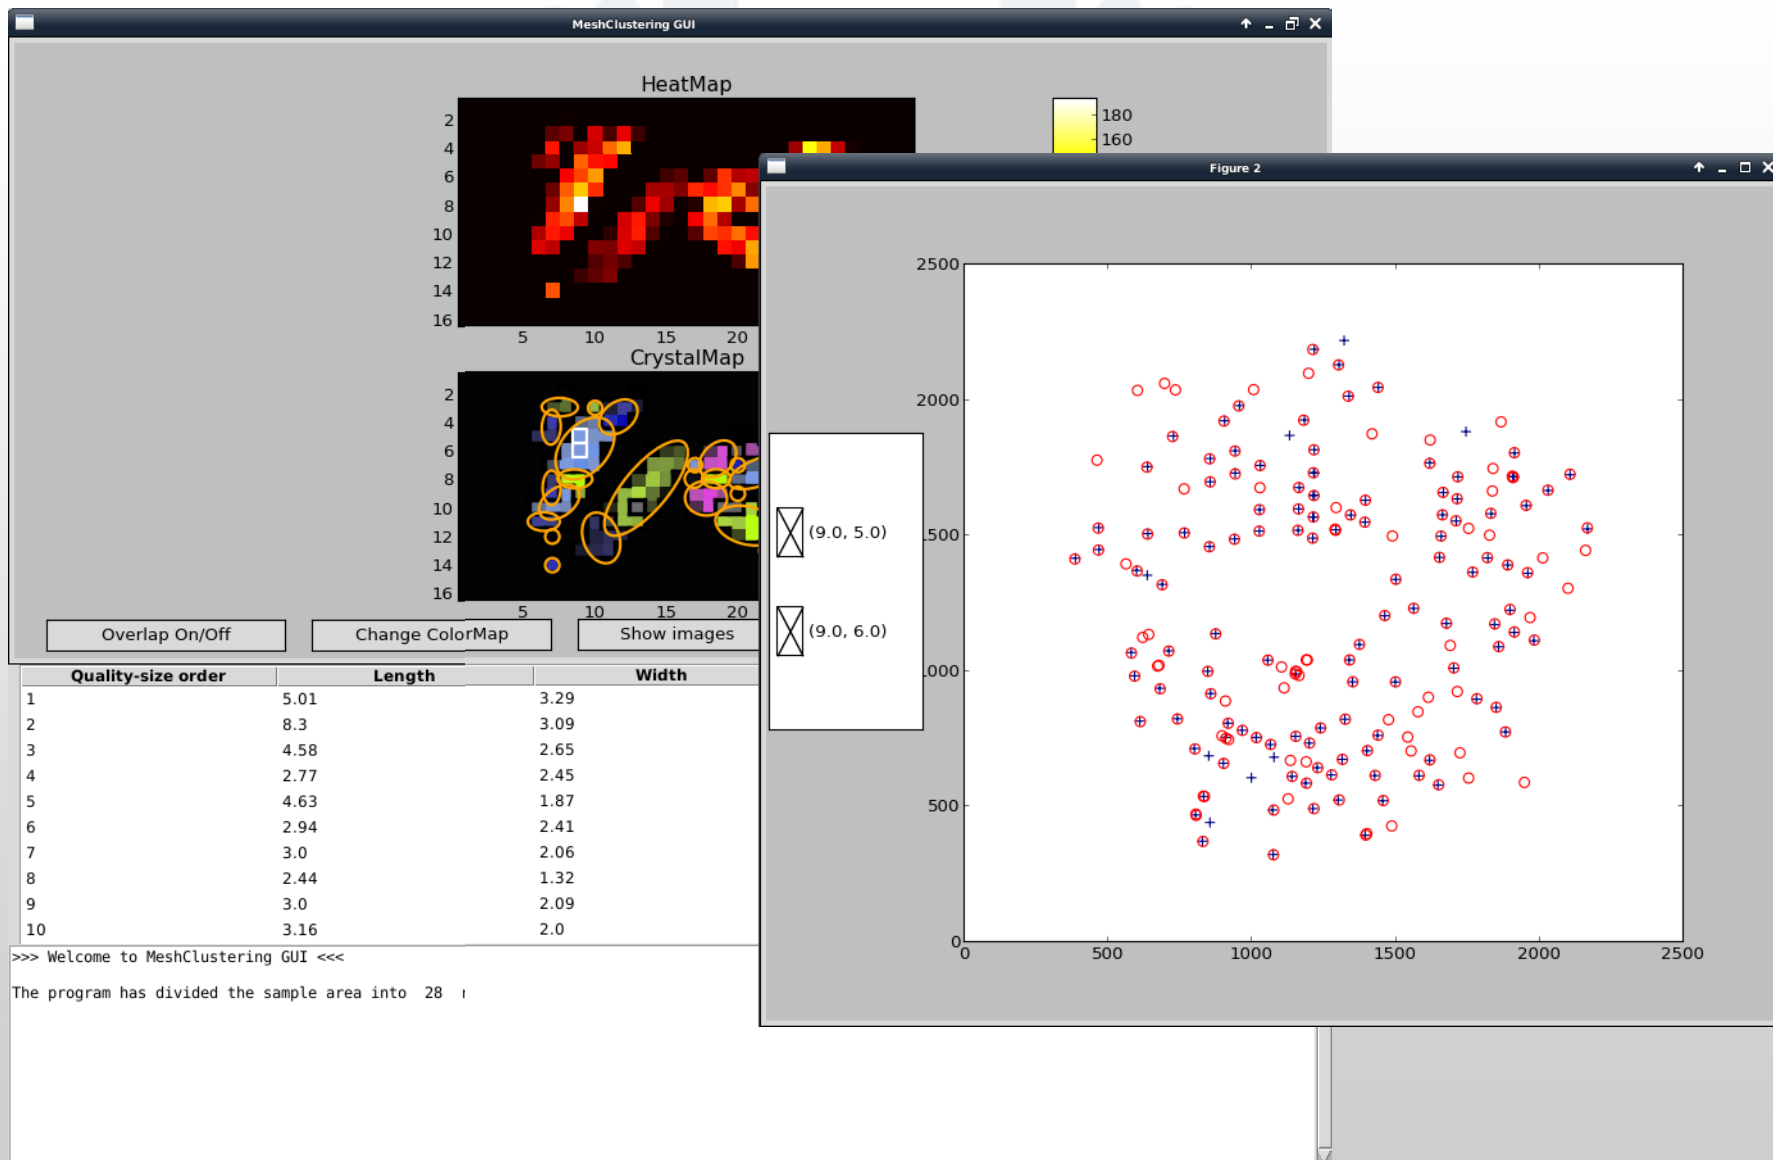 MeshClustering GUI
HeatMap
2
4
6
8
10
12
14
16
5
10
15
20
180
160
CrystalMap
2
4
6
8
10
12
14
16
5
10
15
20
Overlap On/Off
Change ColorMap
Show images
Quality-size order Length Width
1 5.01 3.29
2 8.3 3.09
3 4.58 2.65
4 2.77 2.45
5 4.63 1.87
6 2.94 2.41
7 3.0 2.06
8 2.44 1.32
9 3.0 2.09
10 3.16 2.0
>>> Welcome to MeshClustering GUI <<<
The program has divided the sample area into 28
Figure 2
(9.0, 5.0)
(9.0, 6.0)
2500
2000
1500
1000
500
0
0
500
1000
1500
2000
2500